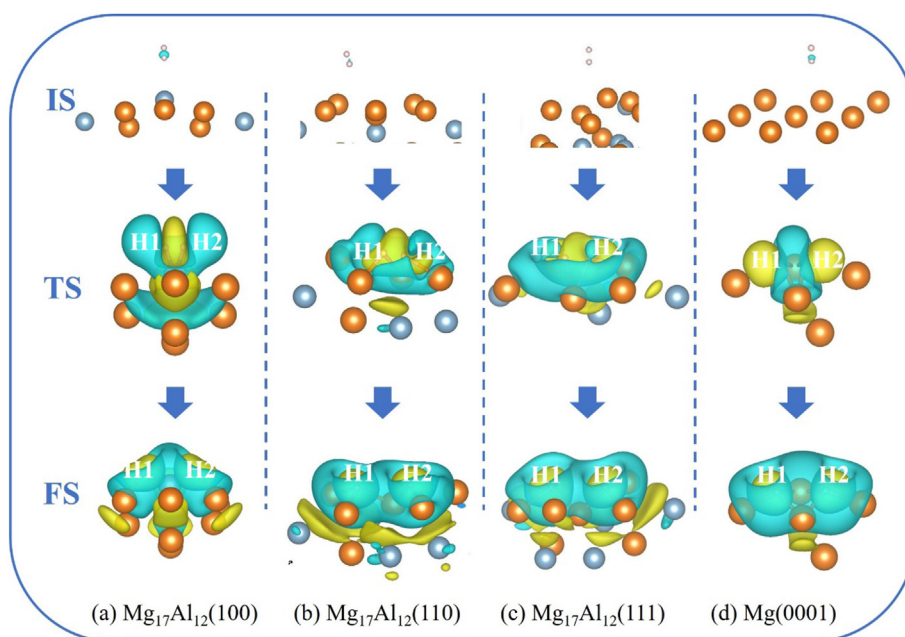 IS
TS
H1 H2 H1 H2 H1 H2 H1 H2
FS
H1 H2 H1 H2 H1 H2 H1 H2
(a) Mg₁₇Al₁₂(100) (b) Mg₁₇Al₁₂(110) (c) Mg₁₇Al₁₂(111) (d) Mg(0001)